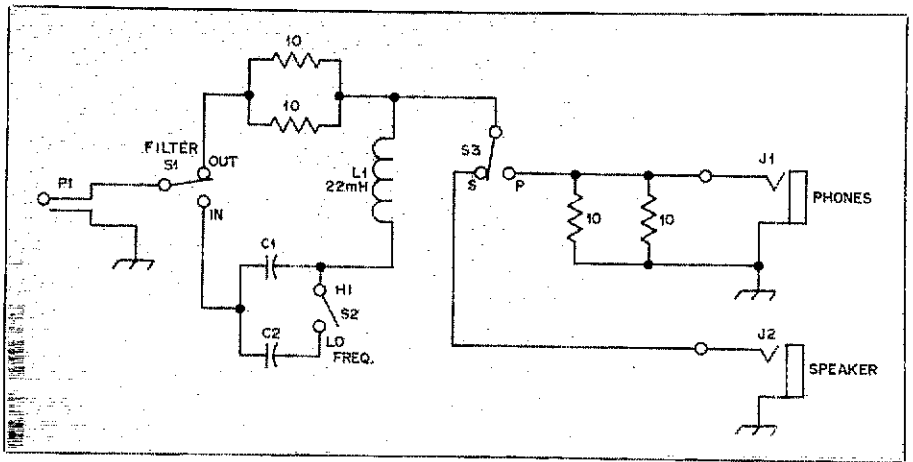 10
10
FILTER
S1
OUT
IN
P1
L1
22mH
S3
S
P
J1
PHONES
10
10
C1
HI
S2
C2
LO
FREQ.
J2
SPEAKER